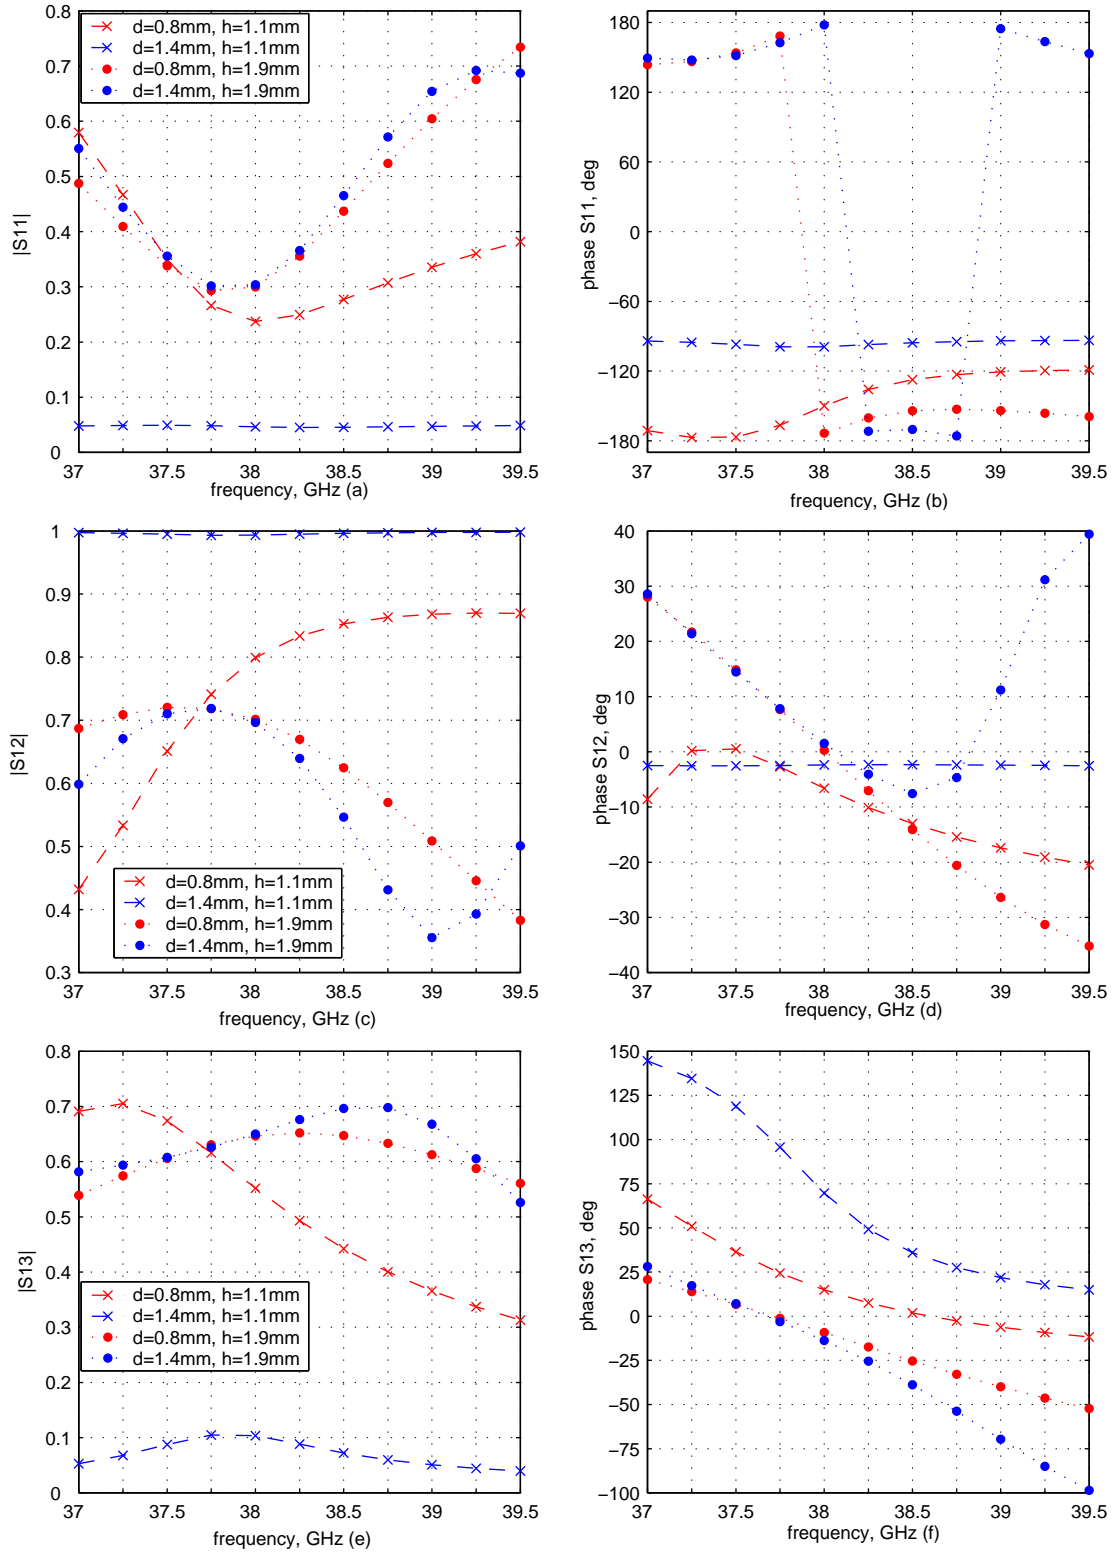 d=0.8mm, h=1.1mm
d=1.4mm, h=1.1mm
d=0.8mm, h=1.9mm
d=1.4mm, h=1.9mm
|S11|
0.8
0.7
0.6
0.5
0.4
0.3
0.2
0.1
0
37 37.5 38 38.5 39 39.5
frequency, GHz (a)
phase S11, deg
180
120
60
0
−60
−120
−180
37 37.5 38 38.5 39 39.5
frequency, GHz (b)
|S12|
1
0.9
0.8
0.7
0.6
0.5
0.4
0.3
d=0.8mm, h=1.1mm
d=1.4mm, h=1.1mm
d=0.8mm, h=1.9mm
d=1.4mm, h=1.9mm
37 37.5 38 38.5 39 39.5
frequency, GHz (c)
phase S12, deg
40
30
20
10
0
−10
−20
−30
−40
37 37.5 38 38.5 39 39.5
frequency, GHz (d)
|S13|
0.8
0.7
0.6
0.5
0.4
0.3
0.2
0.1
0
d=0.8mm, h=1.1mm
d=1.4mm, h=1.1mm
d=0.8mm, h=1.9mm
d=1.4mm, h=1.9mm
37 37.5 38 38.5 39 39.5
frequency, GHz (e)
phase S13, deg
150
125
100
75
50
25
0
−25
−50
−75
−100
37 37.5 38 38.5 39 39.5
frequency, GHz (f)